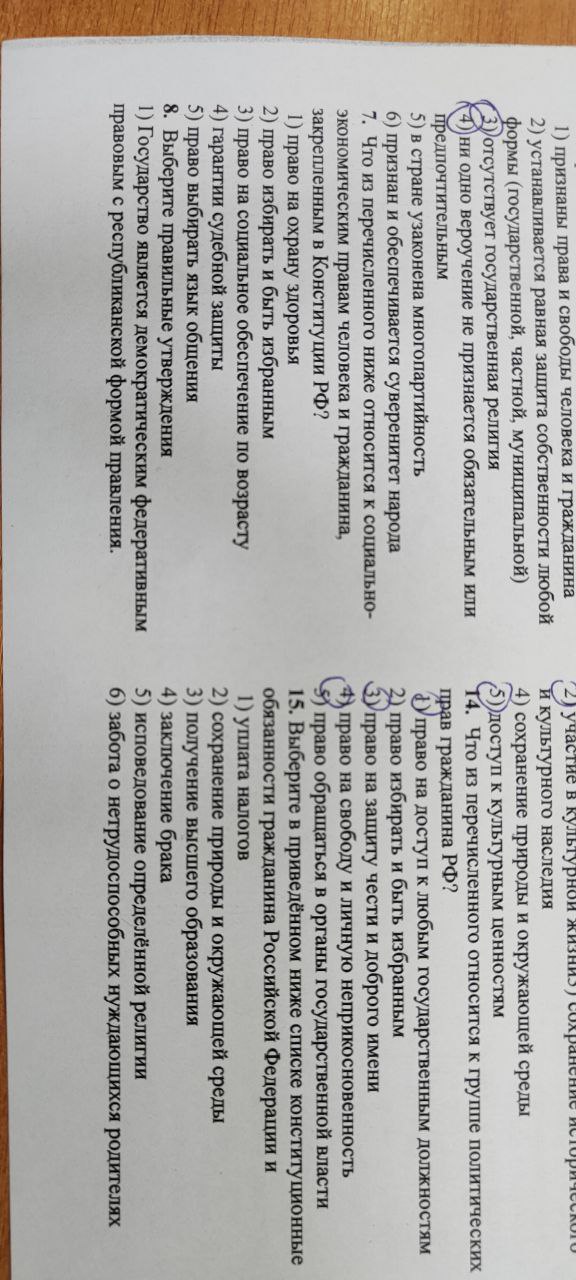 1) признаны права и свободы человека и гражданина
2) устанавливается равная защита собственности любой
формы (государственной, частной, муниципальной)
3) отсутствует государственная религия
4) ни одно вероучение не признается обязательным или
предпочтительным
5) в стране узаконена многопартийность
6) признан и обеспечивается суверенитет народа
7. Что из перечисленного ниже относится к социально-
экономическим правам человека и гражданина,
закрепленным в Конституции РФ?
1) право на охрану здоровья
2) право избирать и быть избранным
3) право на социальное обеспечение по возрасту
4) гарантии судебной защиты
5) право выбирать язык общения
8. Выберите правильные утверждения
1) Государство является демократическим федеративным
правовым с республиканской формой правления.
2) участие в культурной жизни3) сохранение исторического
и культурного наследия
4) сохранение природы и окружающей среды
5) доступ к культурным ценностям
14. Что из перечисленного относится к группе политических
прав гражданина РФ?
1) право на доступ к любым государственным должностям
2) право избирать и быть избранным
3) право на защиту чести и доброго имени
4) право на свободу и личную неприкосновенность
5) право обращаться в органы государственной власти
15. Выберите в приведённом ниже списке конституционные
обязанности гражданина Российской Федерации и
1) уплата налогов
2) сохранение природы и окружающей среды
3) получение высшего образования
4) заключение брака
5) исповедование определённой религии
6) забота о нетрудоспособных нуждающихся родителях